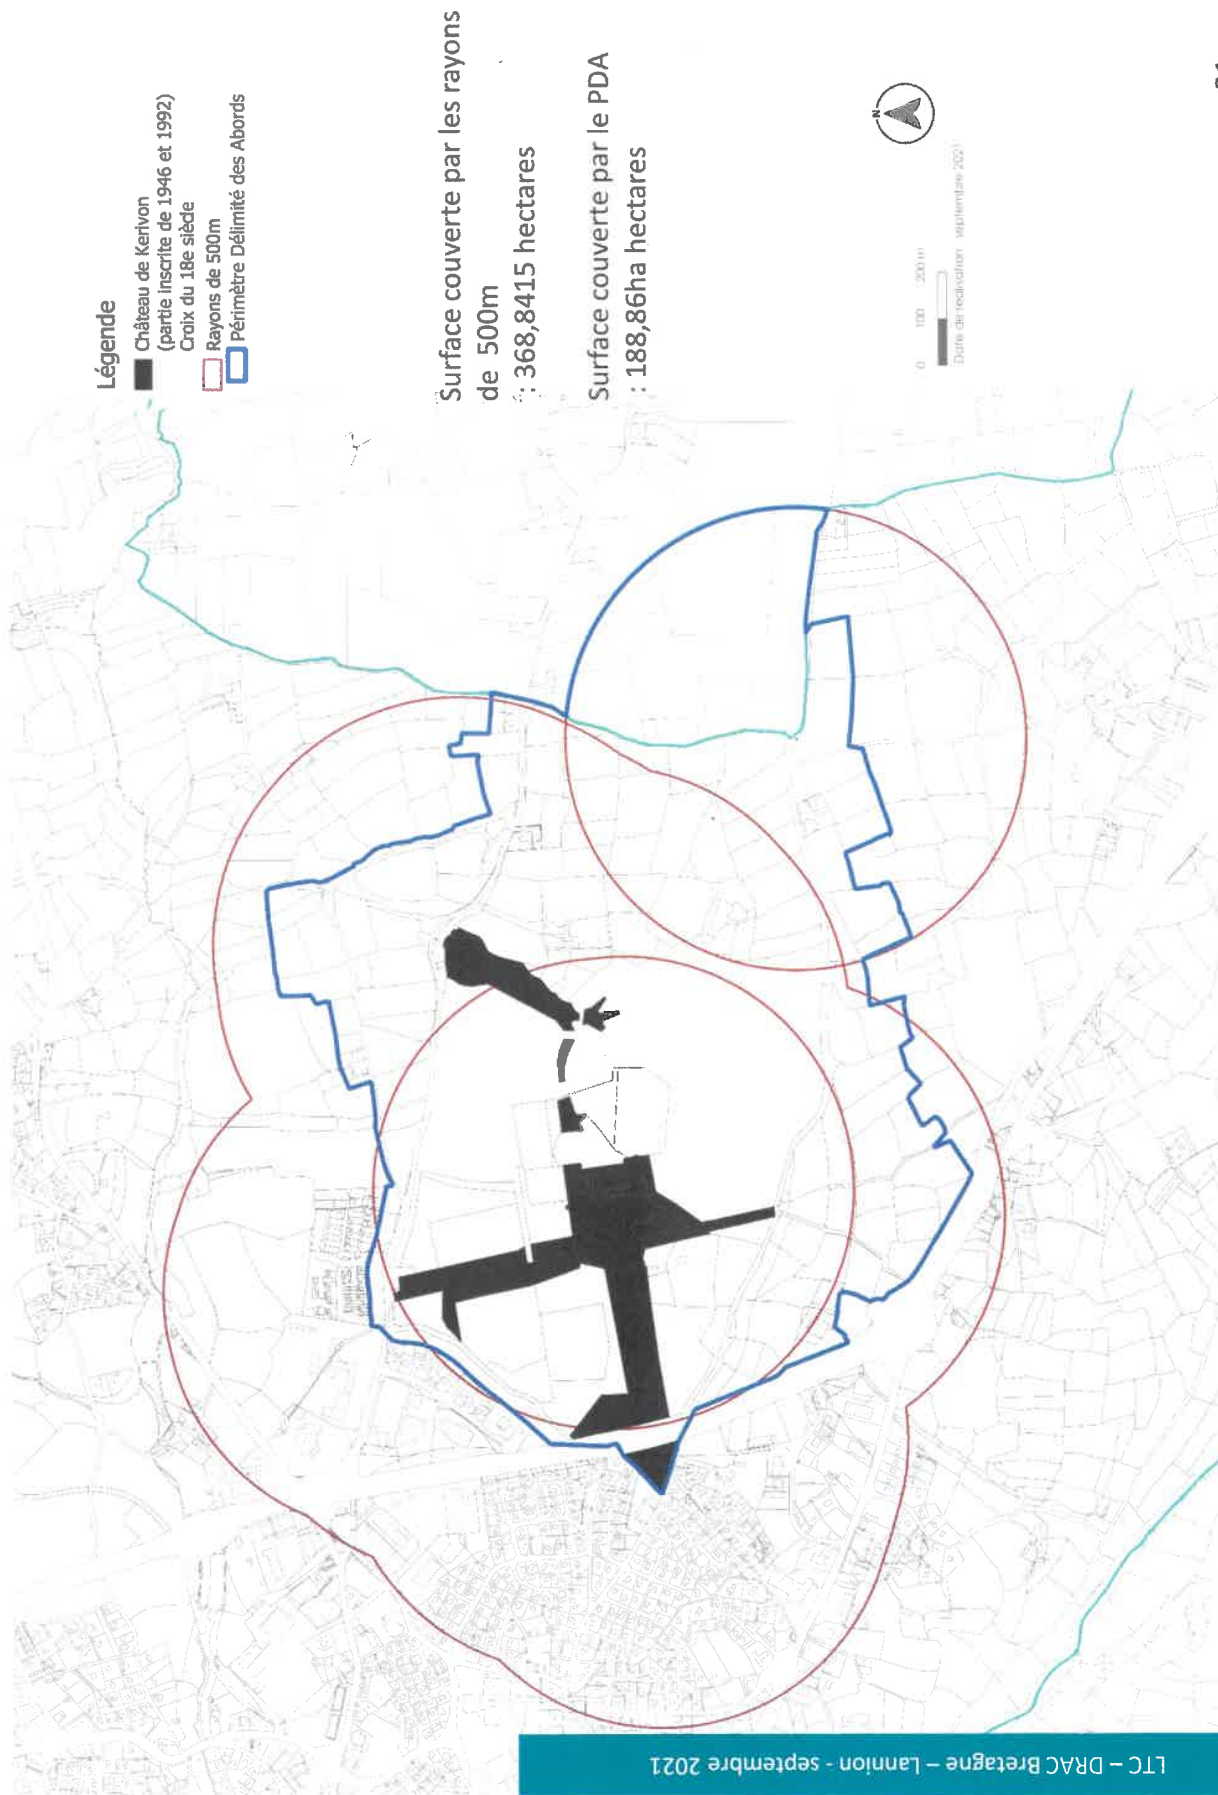 Légende
Château de Kerivon
(partie inscrite de 1946 et 1992)
Croix du 18e siècle
Rayons de 500m
Périmètre Délimité des Abords
Surface couverte par les rayons
de 500m
: 368,8415 hectares
Surface couverte par le PDA
: 188,86ha hectares
N
0 100 200 m
Date de réalisation : septembre 2021
LTC – DRAC Bretagne – Lannion - septembre 2021